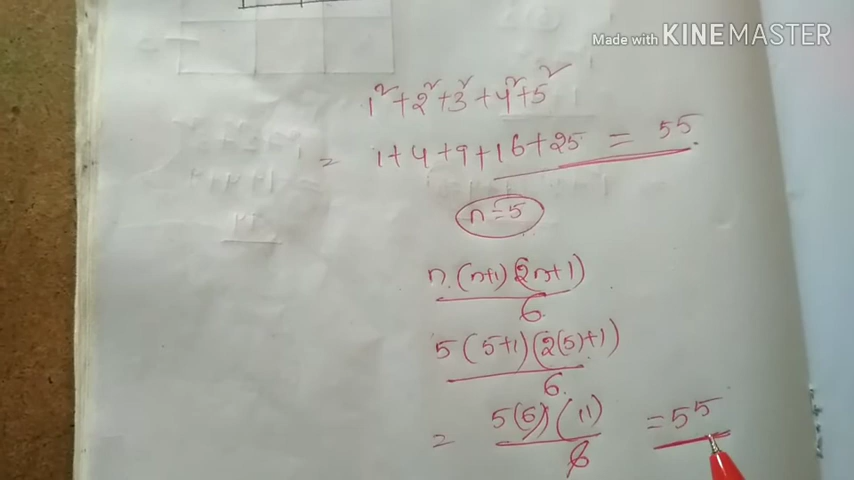 Made with KINEMASTER
1² + 2² + 3² + 4² + 5²
= 1 + 4 + 9 + 16 + 25 = 55
n = 5
n (n+1) (2n+1)
6
5 (5+1) (2(5)+1)
6
= 5(6) (11) = 55
6